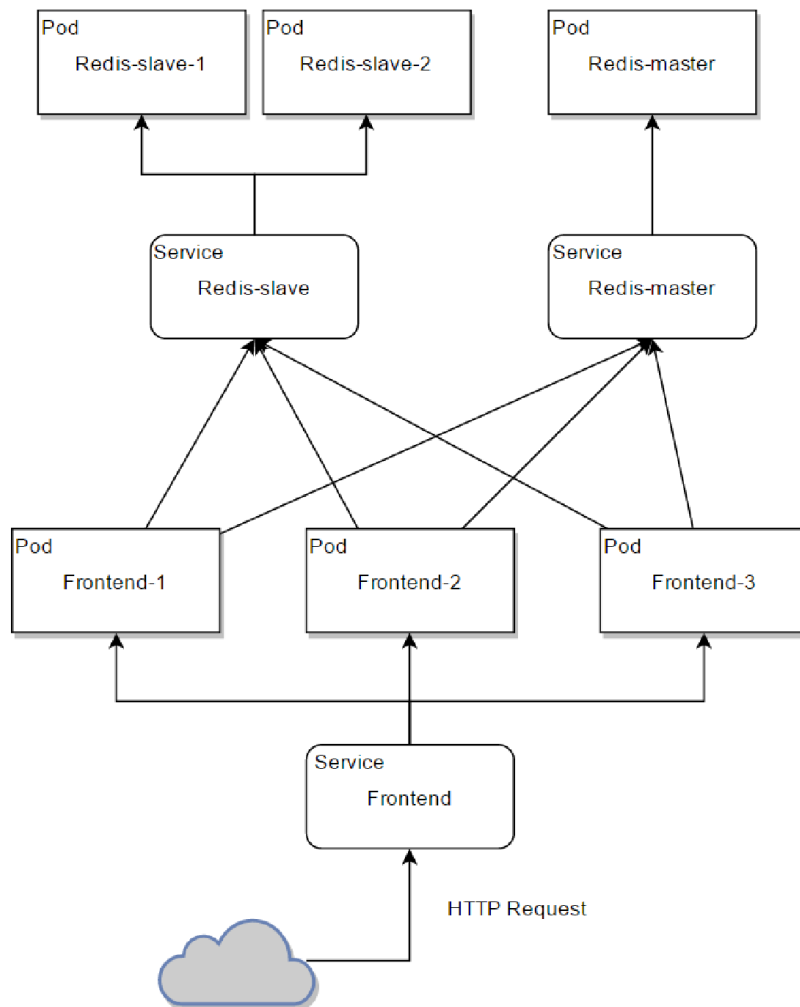 Pod
Redis-slave-1
Pod
Redis-slave-2
Pod
Redis-master
Service
Redis-slave
Service
Redis-master
Pod
Frontend-1
Pod
Frontend-2
Pod
Frontend-3
Service
Frontend
HTTP Request